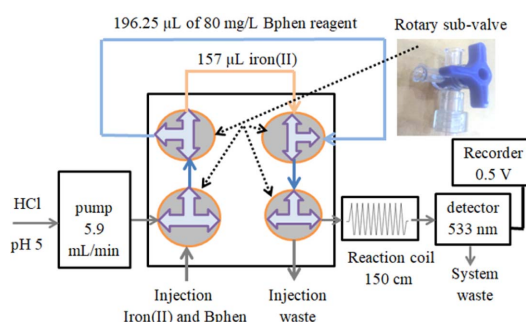 196.25 µL of 80 mg/L Bphen reagent
Rotary sub-valve
157 µL iron(II)
Recorder
0.5 V
HCl
pH 5
pump
5.9
mL/min
detector
533 nm
Reaction coil
150 cm
System
waste
Injection
Iron(II) and Bphen
Injection
waste